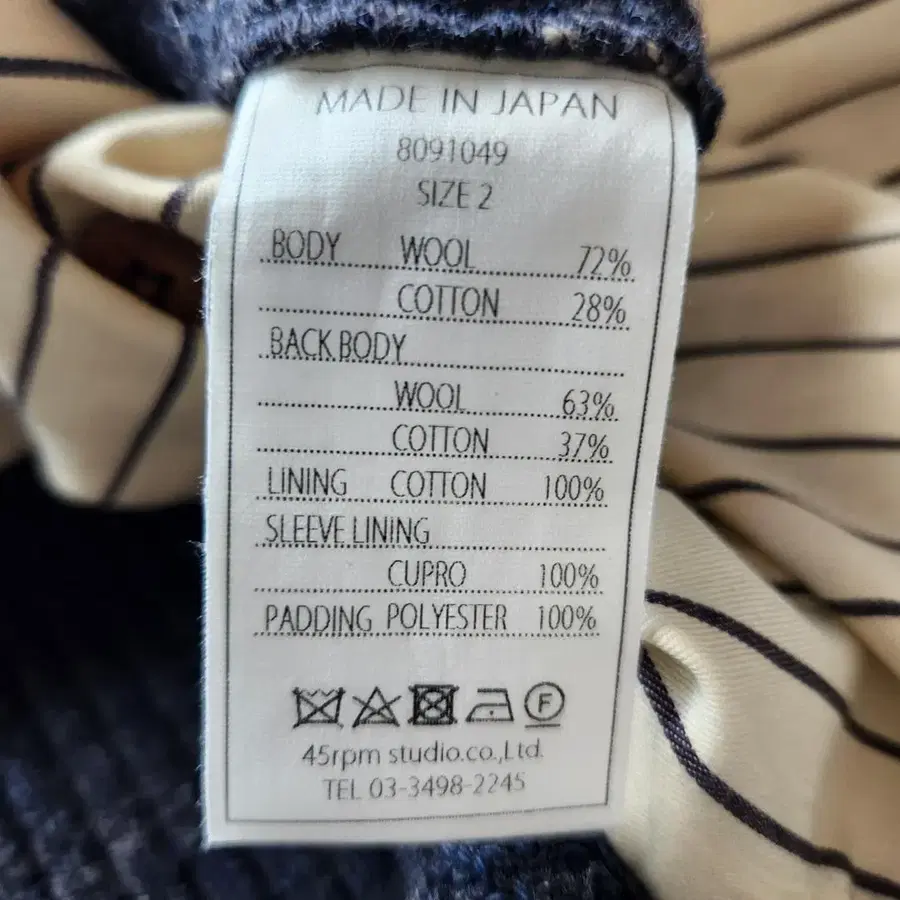 MADE IN JAPAN
8091049
SIZE 2
BODY WOOL 72%
COTTON 28%
BACK BODY
WOOL 63%
COTTON 37%
LINING COTTON 100%
SLEEVE LINING
CUPRO 100%
PADDING POLYESTER 100%
F
45rpm studio.co.,Ltd.
TEL 03-3498-2245